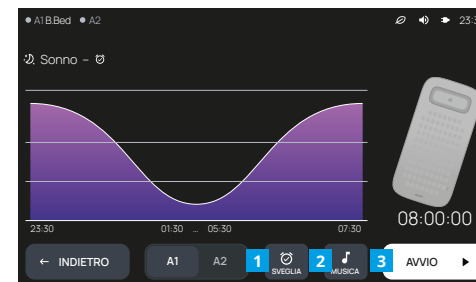 A1 B.Bed A2
Sonno -
23:30 01:30 ... 05:30 07:30
08:00:00
← INDIETRO A1 A2 1 SVEGLIA 2 MUSICA 3 AVVIO